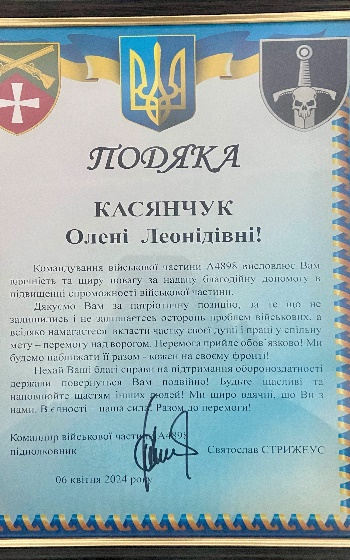 ПОДЯКА
КАСЯНЧУК
Олені Леонідівні!
Командування військової частини А4898 висловлює Вам
вдячність та щиру повагу за надану благодійну допомогу в
підвищенні спроможності військової частини.
Дякуємо Вам за патріотичну позицію, за те що не
залишились і не залишаєтесь осторонь проблем військових, а
всіляко намагаєтеся вкласти частку своєї душі і праці у спільну
мету – перемогу над ворогом. Перемога прийде обов'язково! Ми
будемо наближати її разом - кожен на своєму фронті!
Нехай Ваші благі справи на підтримання обороноздатності
держави повернуться Вам подвійно! Будьте щасливі та
наповнюйте щастям інших людей! Ми щиро вдячні, що Ви з
нами. В єдності – наша сила. Разом до перемоги!
Командир військової частини А4898
підполковник Святослав СТРИЖЕУС
06 квітня 2024 року